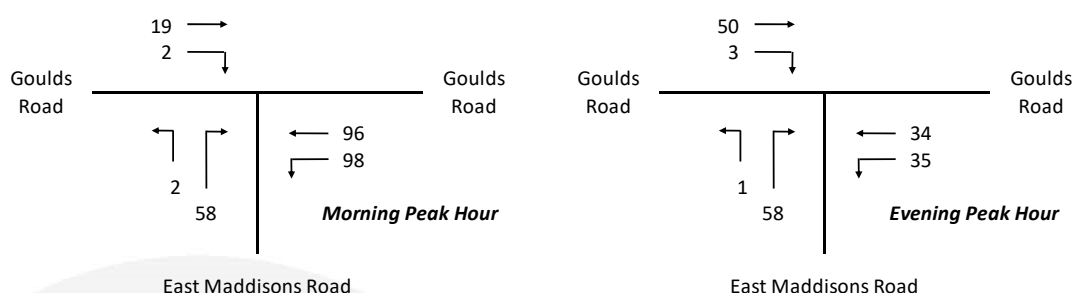 19
2
Goulds
Road
Goulds
Road
96
98
2
58
Morning Peak Hour
East Maddisons Road
50
3
Goulds
Road
Goulds
Road
34
35
1
58
Evening Peak Hour
East Maddisons Road